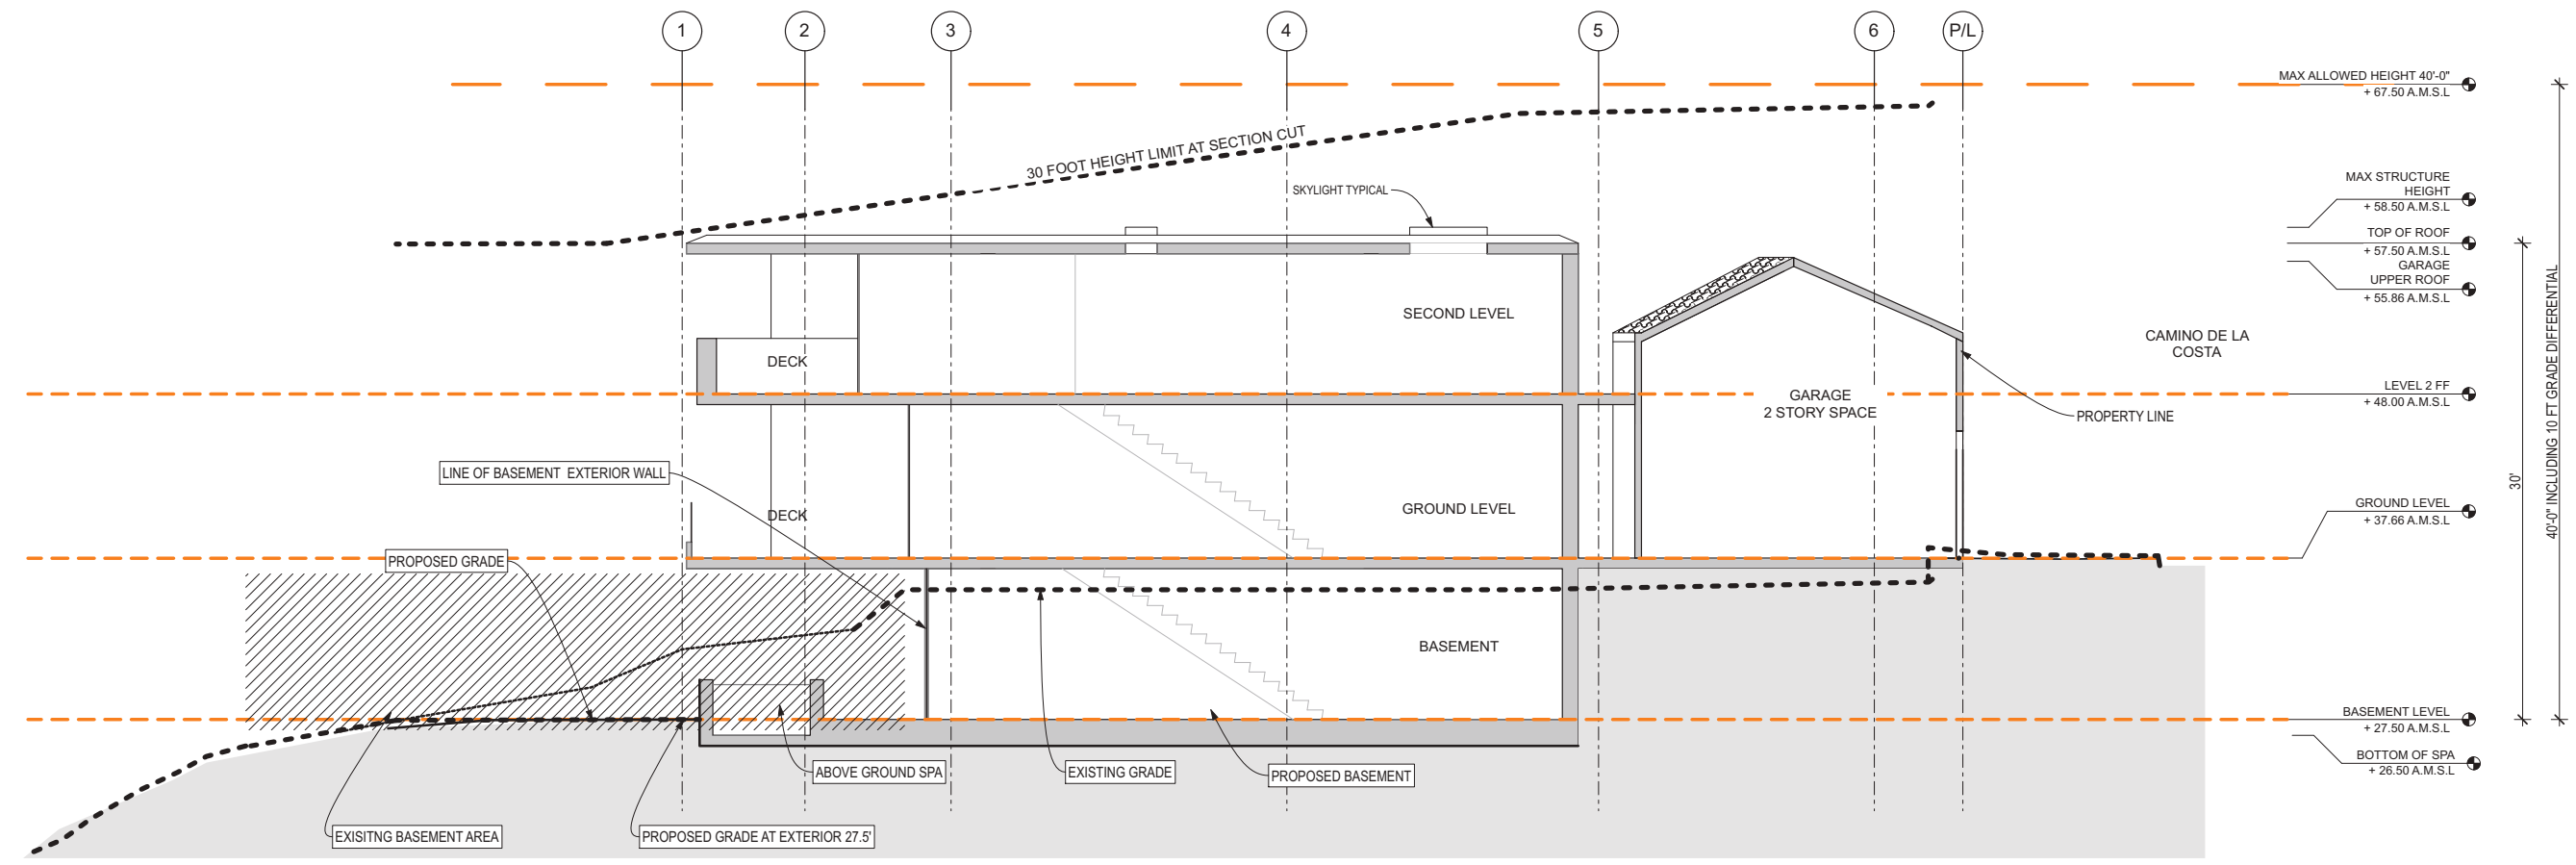 1
2
3
4
5
6
P/L
MAX ALLOWED HEIGHT 40'-0"
+ 67.50 A.M.S.L
30 FOOT HEIGHT LIMIT AT SECTION CUT
SKYLIGHT TYPICAL
MAX STRUCTURE
HEIGHT
+ 58.50 A.M.S.L
TOP OF ROOF
+ 57.50 A.M.S.L
GARAGE
UPPER ROOF
+ 55.86 A.M.S.L
SECOND LEVEL
CAMINO DE LA
COSTA
DECK
GARAGE
2 STORY SPACE
LEVEL 2 FF
+ 48.00 A.M.S.L
PROPERTY LINE
LINE OF BASEMENT EXTERIOR WALL
DECK
GROUND LEVEL
GROUND LEVEL
+ 37.66 A.M.S.L
30'
40'-0" INCLUDING 10 FT GRADE DIFFERENTIAL
PROPOSED GRADE
BASEMENT
BASEMENT LEVEL
+ 27.50 A.M.S.L
BOTTOM OF SPA
+ 26.50 A.M.S.L
ABOVE GROUND SPA
EXISTING GRADE
PROPOSED BASEMENT
EXISITNG BASEMENT AREA
PROPOSED GRADE AT EXTERIOR 27.5'